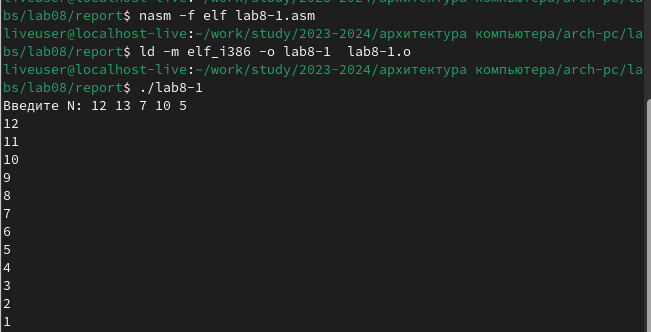 liveuser@localhost-live:~/work/study/2023-2024/архитектура компьютера/arch-pc/la
bs/lab08/report$ nasm -f elf lab8-1.asm
liveuser@localhost-live:~/work/study/2023-2024/архитектура компьютера/arch-pc/la
bs/lab08/report$ ld -m elf_i386 -o lab8-1  lab8-1.o
liveuser@localhost-live:~/work/study/2023-2024/архитектура компьютера/arch-pc/la
bs/lab08/report$ ./lab8-1
Введите N: 12 13 7 10 5
12
11
10
9
8
7
6
5
4
3
2
1